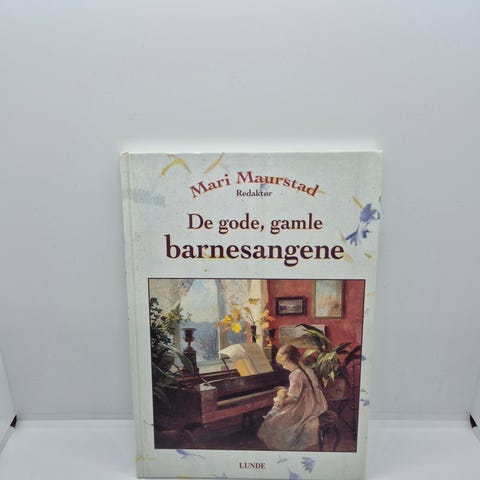 Mari Maurstad
Redaktør
De gode, gamle
barnesangene
LUNDE